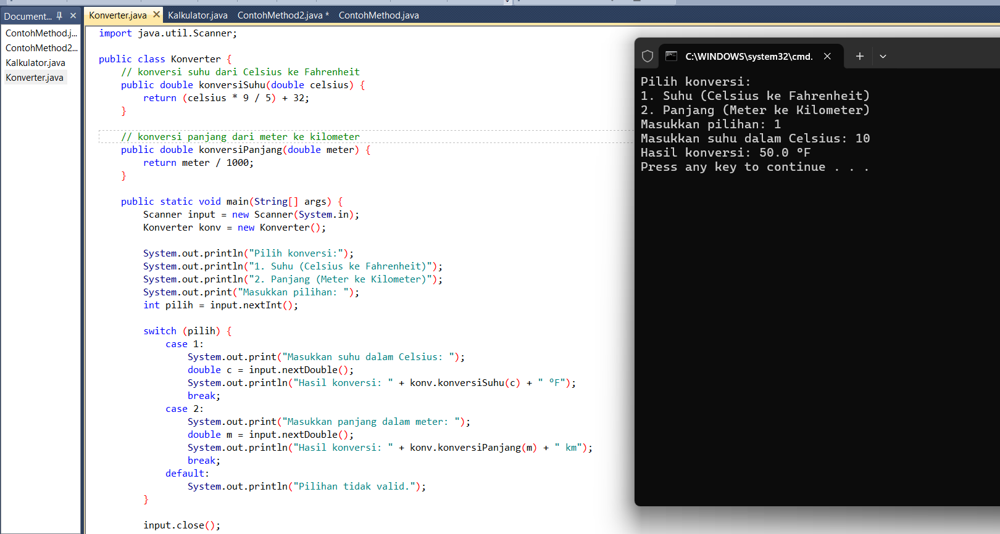 Document...
Konverter.java
Kalkulator.java
ContohMethod2.java *
ContohMethod.java
ContohMethod.j...
ContohMethod2...
Kalkulator.java
Konverter.java
import java.util.Scanner;
public class Konverter {
// konversi suhu dari Celsius ke Fahrenheit
public double konversiSuhu(double celsius) {
return (celsius * 9 / 5) + 32;
}
// konversi panjang dari meter ke kilometer
public double konversiPanjang(double meter) {
return meter / 1000;
}
public static void main(String[] args) {
Scanner input = new Scanner(System.in);
Konverter konv = new Konverter();
System.out.println("Pilih konversi:");
System.out.println("1. Suhu (Celsius ke Fahrenheit)");
System.out.println("2. Panjang (Meter ke Kilometer)");
System.out.print("Masukkan pilihan: ");
int pilih = input.nextInt();
switch (pilih) {
case 1:
System.out.print("Masukkan suhu dalam Celsius: ");
double c = input.nextDouble();
System.out.println("Hasil konversi: " + konv.konversiSuhu(c) + " °F");
break;
case 2:
System.out.print("Masukkan panjang dalam meter: ");
double m = input.nextDouble();
System.out.println("Hasil konversi: " + konv.konversiPanjang(m) + " km");
break;
default:
System.out.println("Pilihan tidak valid.");
}
input.close();
C:\WINDOWS\system32\cmd.
Pilih konversi:
1. Suhu (Celsius ke Fahrenheit)
2. Panjang (Meter ke Kilometer)
Masukkan pilihan: 1
Masukkan suhu dalam Celsius: 10
Hasil konversi: 50.0 °F
Press any key to continue . . .